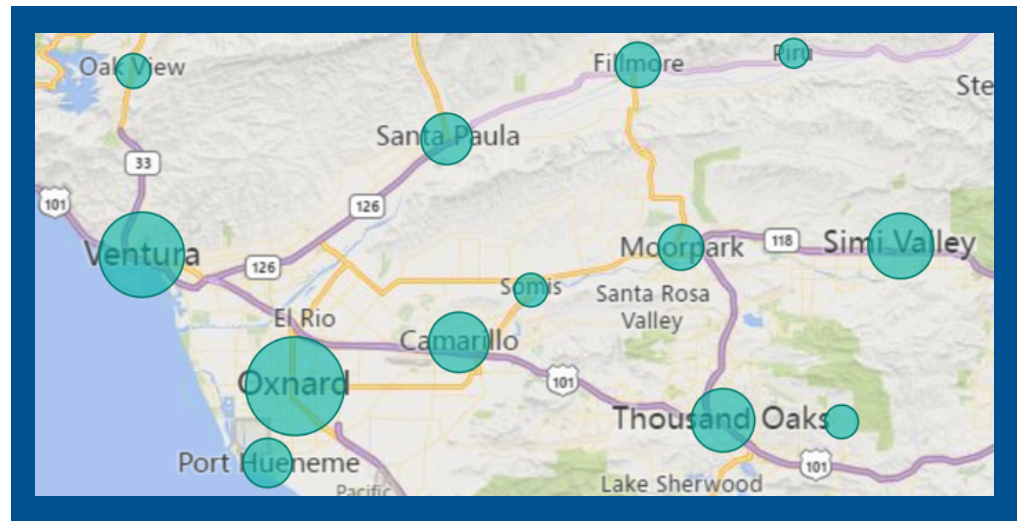 Oak View
Fillmore
Piru
Ste
Santa Paula
33
101
126
Ventura
126
Moorpark
118
Simi Valley
Somis
Santa Rosa
Valley
El Rio
Camarillo
Oxnard
101
Thousand Oaks
Port Hueneme
101
Lake Sherwood
Pacific